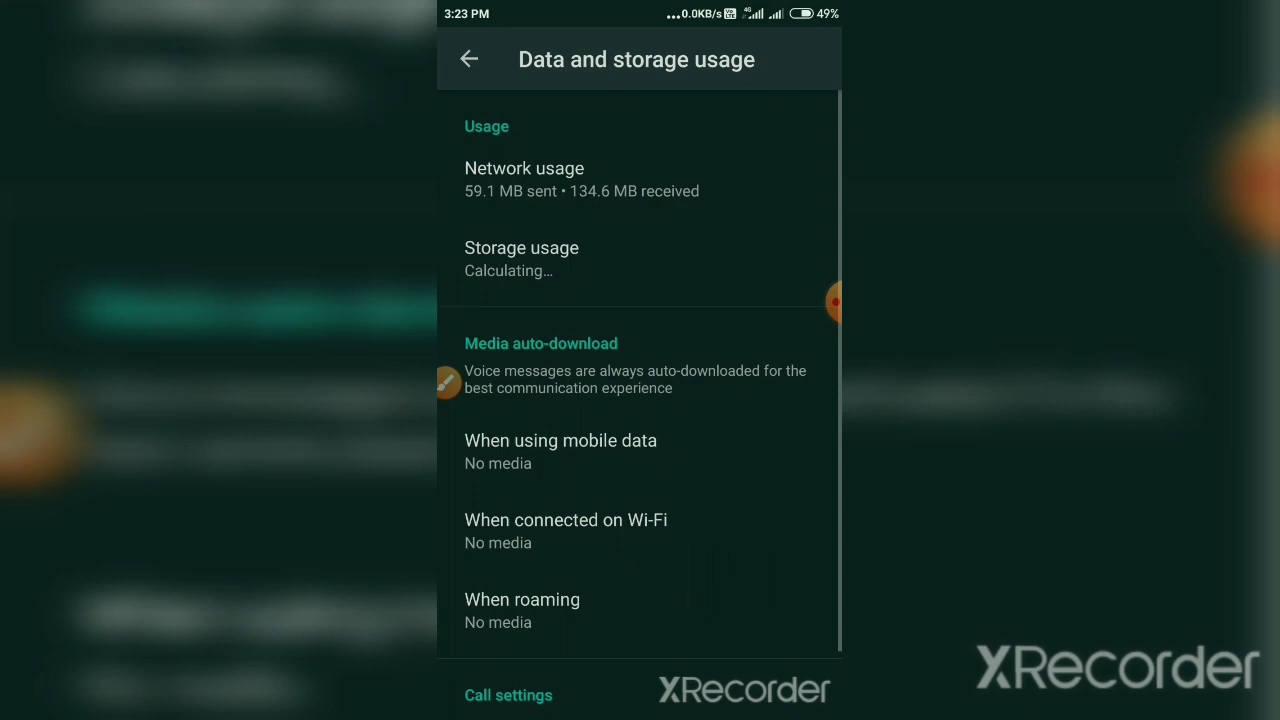 3:23 PM
...0.0KB/s 4G 49%
Data and storage usage
Usage
Network usage
59.1 MB sent • 134.6 MB received
Storage usage
Calculating...
Media auto-download
Voice messages are always auto-downloaded for the
best communication experience
When using mobile data
No media
When connected on Wi-Fi
No media
When roaming
No media
Call settings
XRecorder
XRecorder